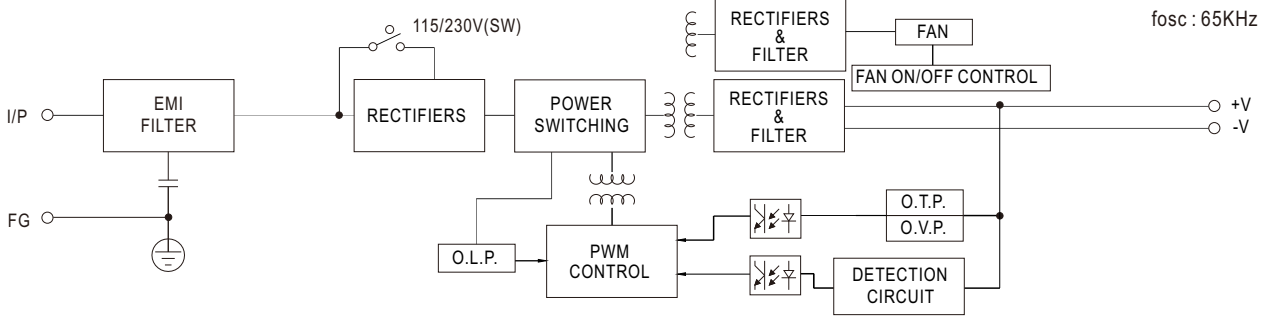 fosc : 65KHz
115/230V(SW)
RECTIFIERS
&
FILTER
FAN
FAN ON/OFF CONTROL
I/P
EMI
FILTER
RECTIFIERS
POWER
SWITCHING
RECTIFIERS
&
FILTER
+V
-V
FG
O.L.P.
PWM
CONTROL
O.T.P.
O.V.P.
DETECTION
CIRCUIT